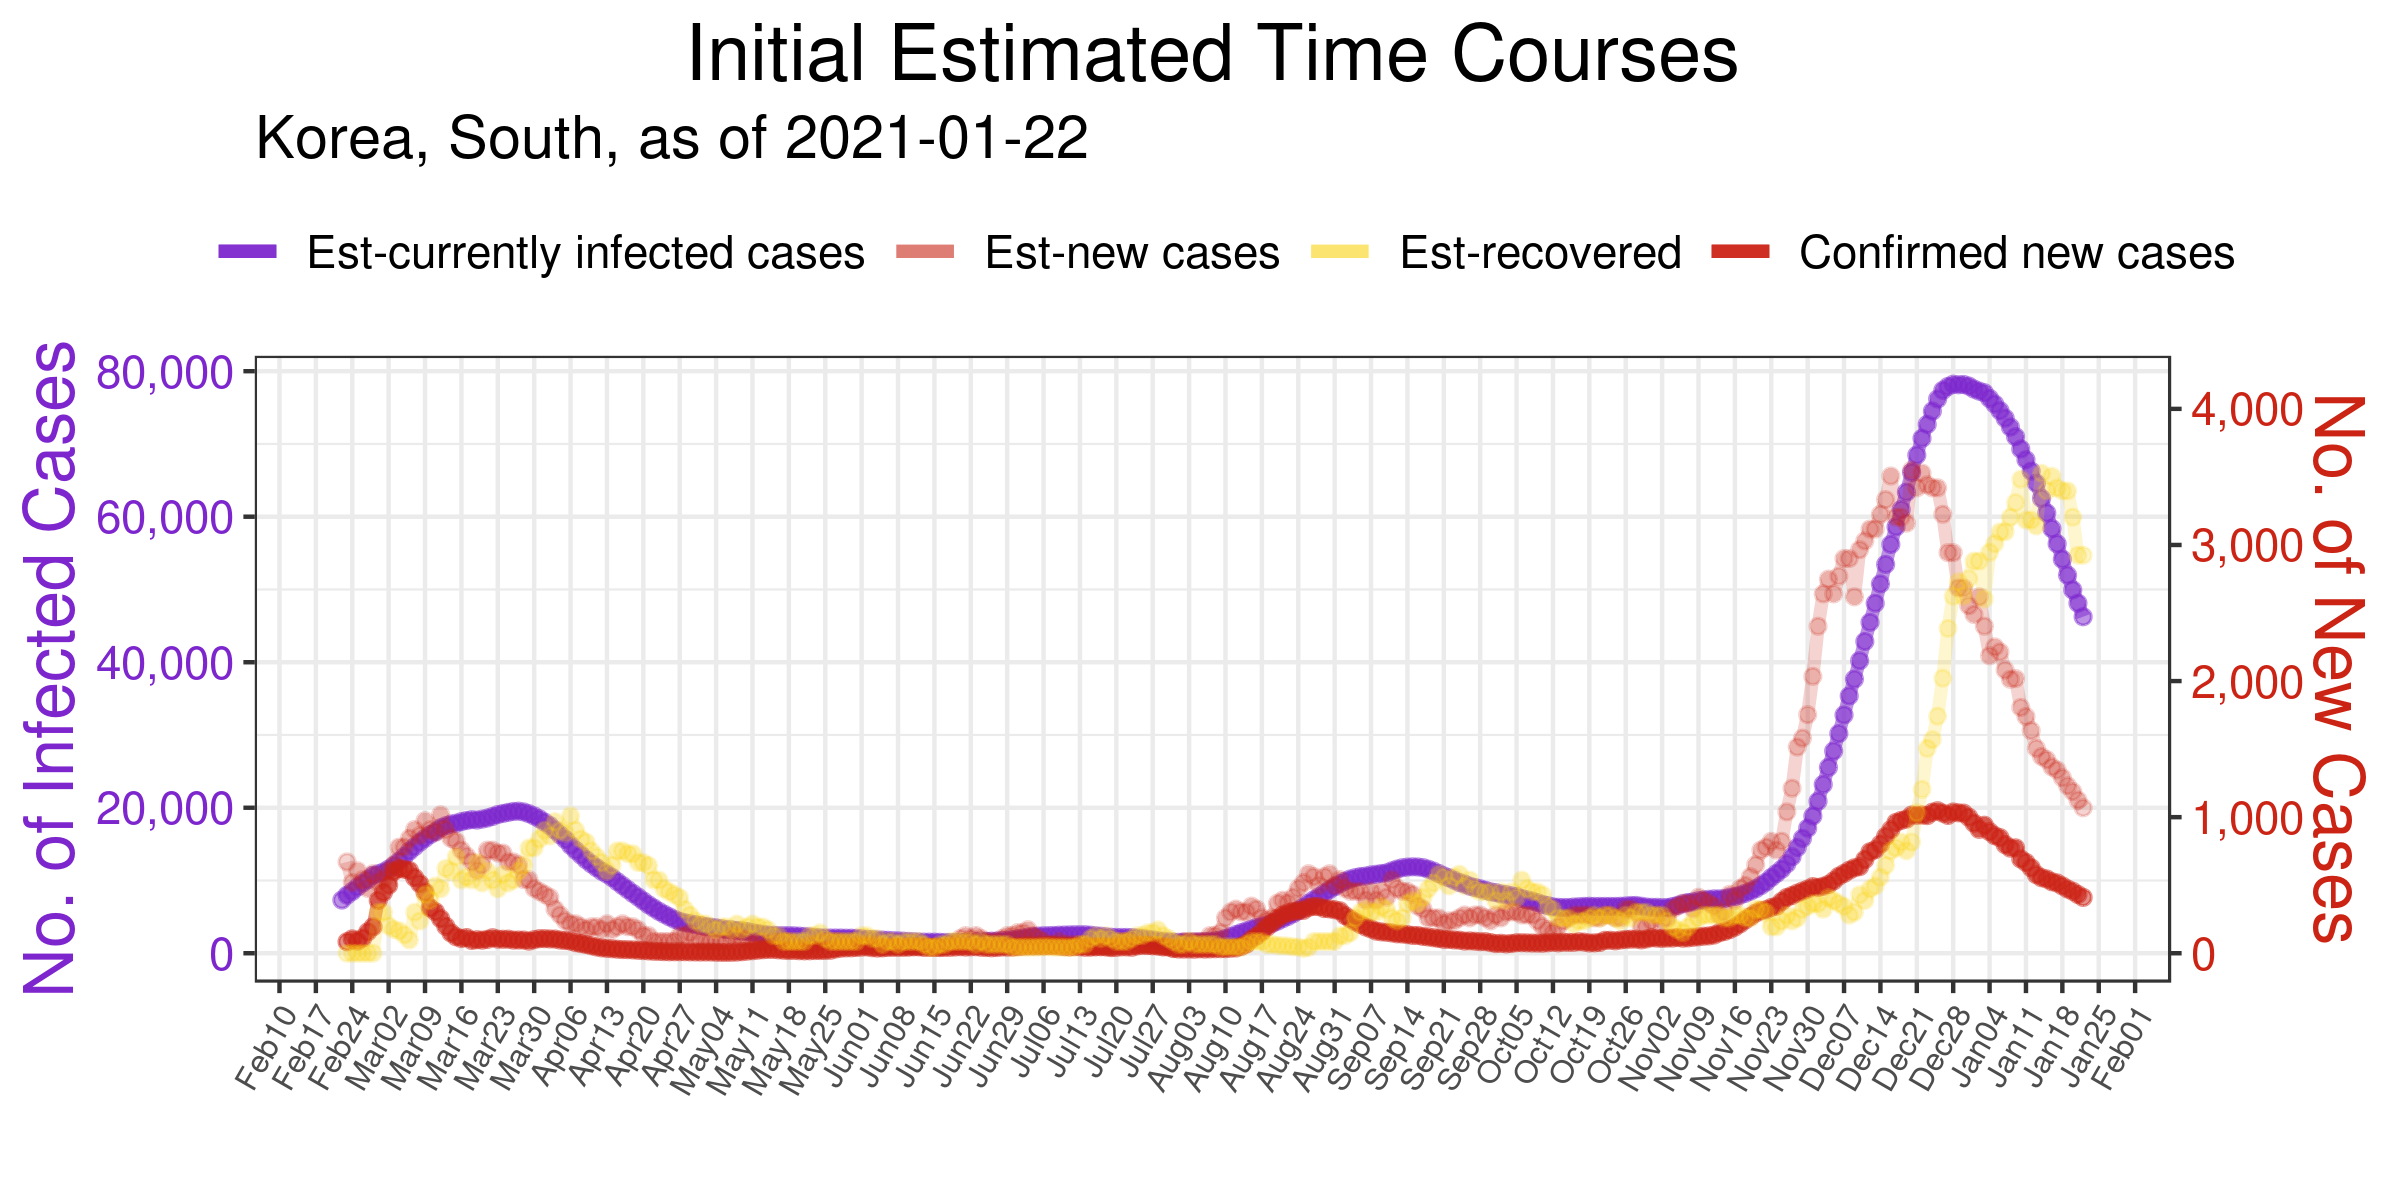 Initial Estimated Time Courses
Korea, South, as of 2021-01-22
Est-currently infected cases
Est-new cases
Est-recovered
Confirmed new cases
No. of Infected Cases
80,000
60,000
40,000
20,000
0
4,000
3,000
2,000
1,000
0
No. of New Cases
Feb10
Feb17
Feb24
Mar02
Mar09
Mar16
Mar23
Mar30
Apr06
Apr13
Apr20
Apr27
May04
May11
May18
May25
Jun01
Jun08
Jun15
Jun22
Jun29
Jul06
Jul13
Jul20
Jul27
Aug03
Aug10
Aug17
Aug24
Aug31
Sep07
Sep14
Sep21
Sep28
Oct05
Oct12
Oct19
Oct26
Nov02
Nov09
Nov16
Nov23
Nov30
Dec07
Dec14
Dec21
Dec28
Jan04
Jan11
Jan18
Jan25
Feb01